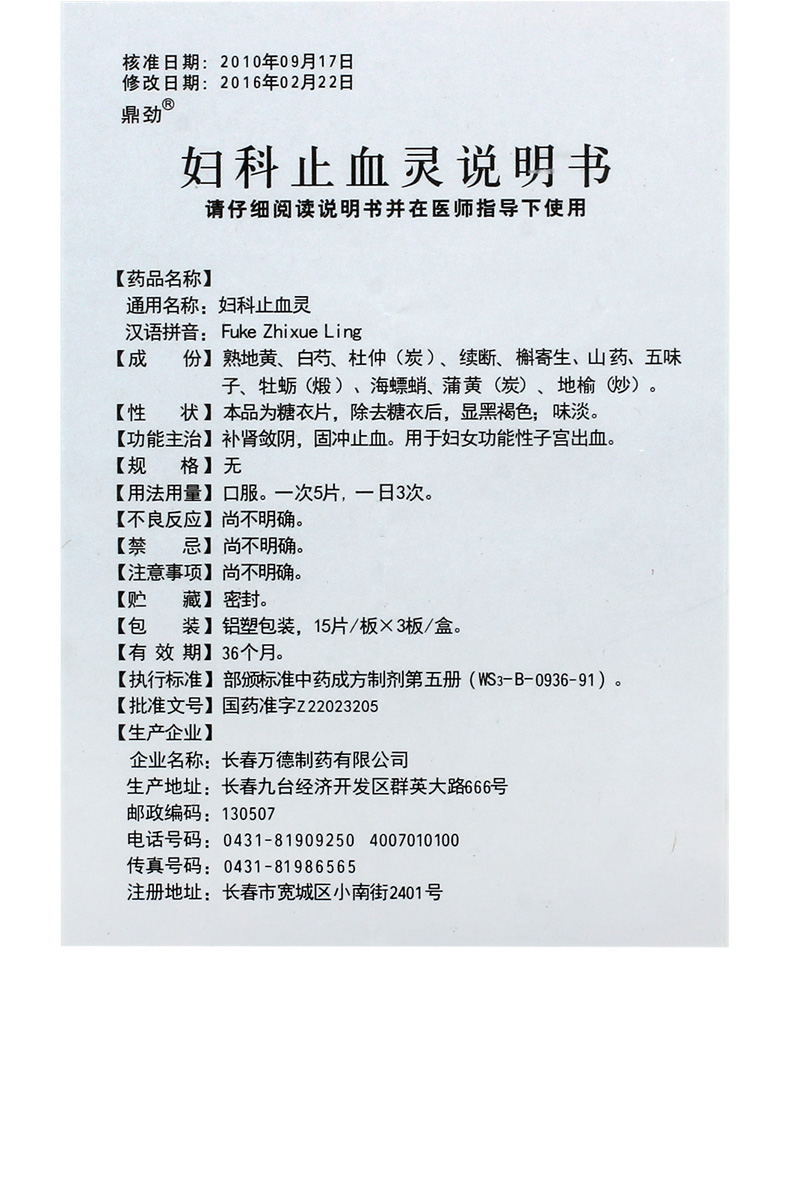 核准日期：2010年09月17日
修改日期：2016年02月22日
鼎劲®
妇科止血灵说明书
请仔细阅读说明书并在医师指导下使用
【药品名称】
通用名称：妇科止血灵
汉语拼音：Fuke Zhixue Ling
【成　份】熟地黄、白芍、杜仲（炭）、续断、槲寄生、山药、五味
子、牡蛎（煅）、海螵蛸、蒲黄（炭）、地榆（炒）。
【性　状】本品为糖衣片，除去糖衣后，显黑褐色；味淡。
【功能主治】补肾敛阴，固冲止血。用于妇女功能性子宫出血。
【规　格】无
【用法用量】口服。一次5片，一日3次。
【不良反应】尚不明确。
【禁　忌】尚不明确。
【注意事项】尚不明确。
【贮　藏】密封。
【包　装】铝塑包装，15片/板×3板/盒。
【有 效 期】36个月。
【执行标准】部颁标准中药成方制剂第五册（WS3-B-0936-91）。
【批准文号】国药准字Z22023205
【生产企业】
企业名称：长春万德制药有限公司
生产地址：长春九台经济开发区群英大路666号
邮政编码：130507
电话号码：0431-81909250 4007010100
传真号码：0431-81986565
注册地址：长春市宽城区小南街2401号